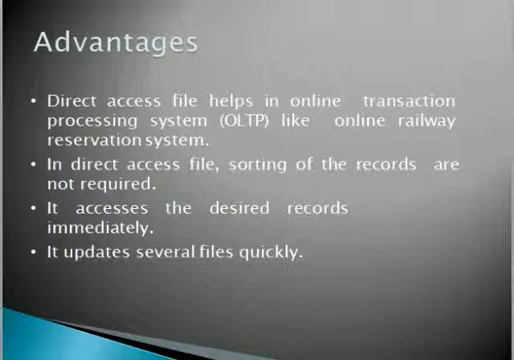 Advantages
• Direct access file helps in online transaction
processing system (OLTP) like online railway
reservation system.
• In direct access file, sorting of the records are
not required.
• It accesses the desired records
immediately.
• It updates several files quickly.